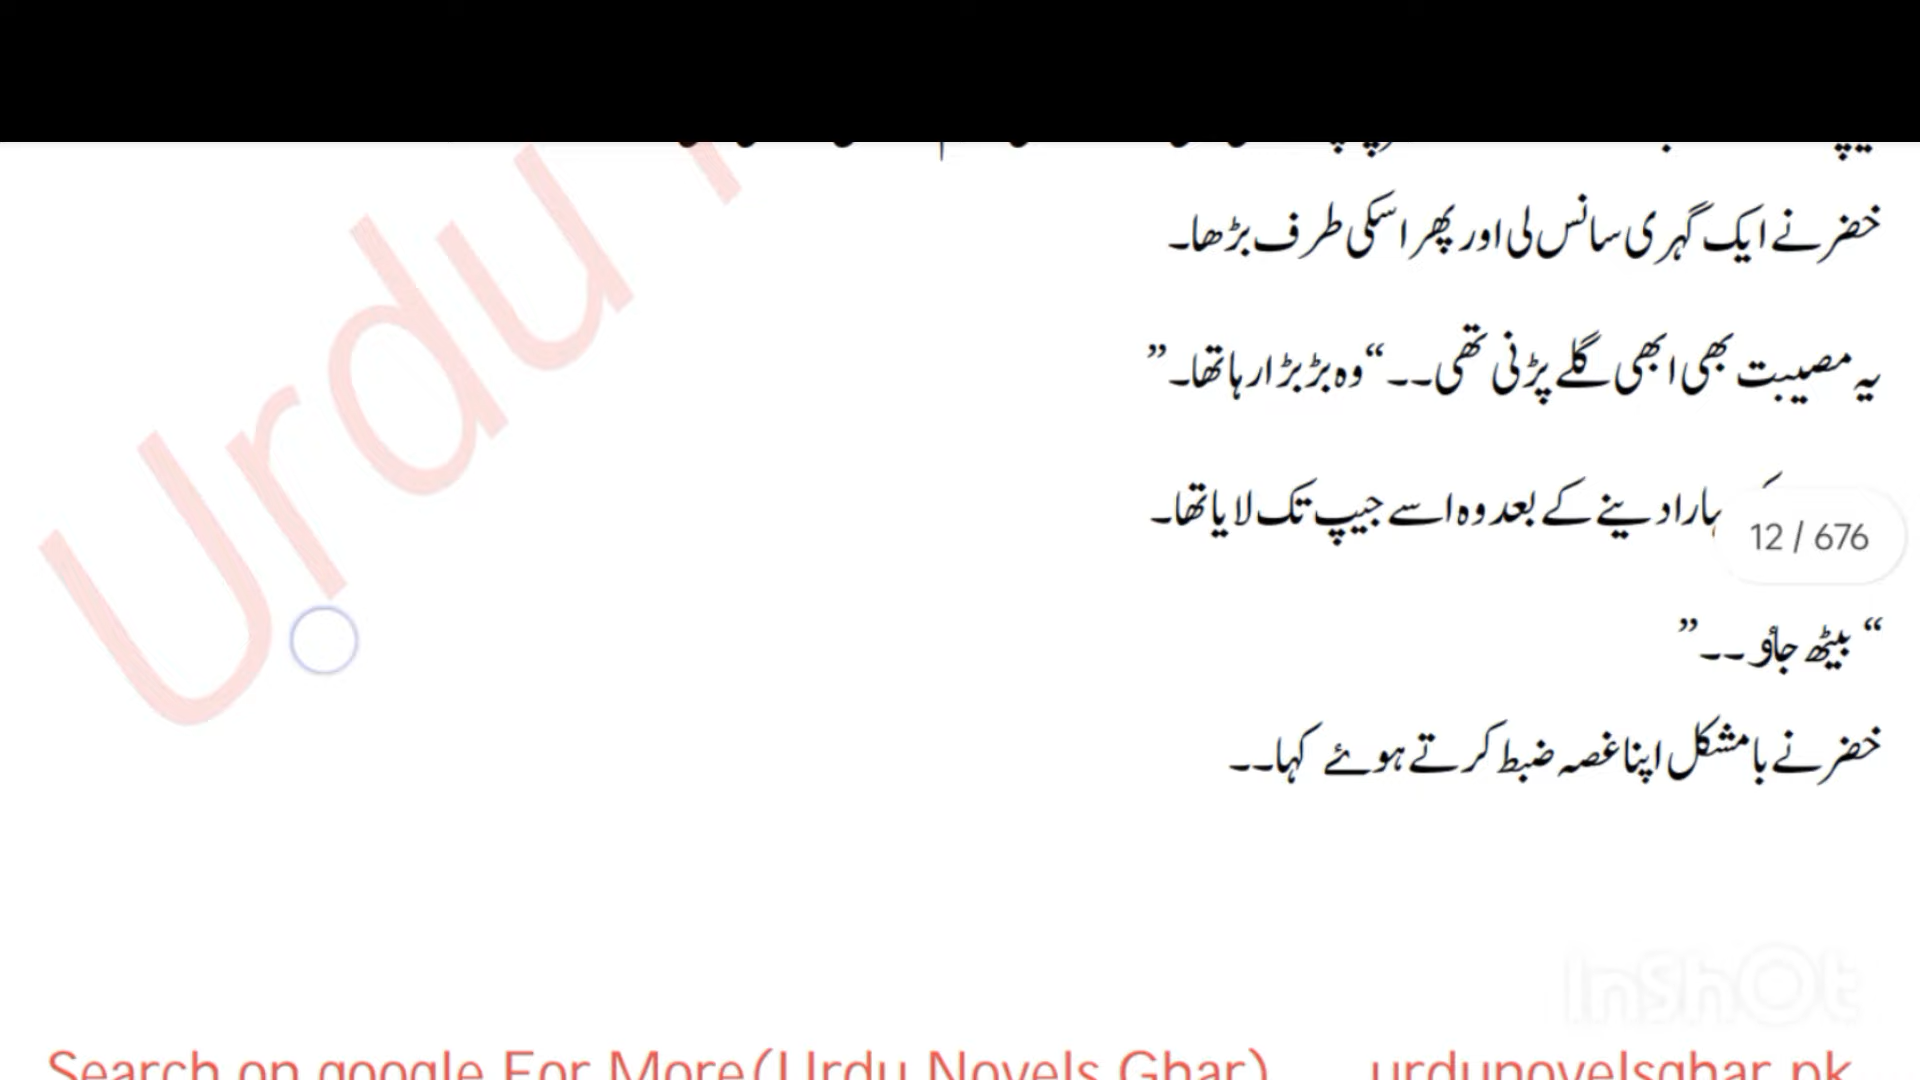 خضر نے ایک گہری سانس لی اور پھر اسکی طرف بڑھا۔
یہ مصیبت بھی ابھی گلے پڑنی تھی۔۔“ وہ بڑبڑا رہا تھا۔”
ہارا دینے کے بعد وہ اسے جیپ تک لایا تھا۔
12 / 676
“ بیٹھ جاؤ ۔۔”
خضر نے بامشکل اپنا غصہ ضبط کرتے ہوئے کہا۔۔
Urdu
InShOt
Search on google For More(Urdu Novels Ghar) urdunovelsghar.pk